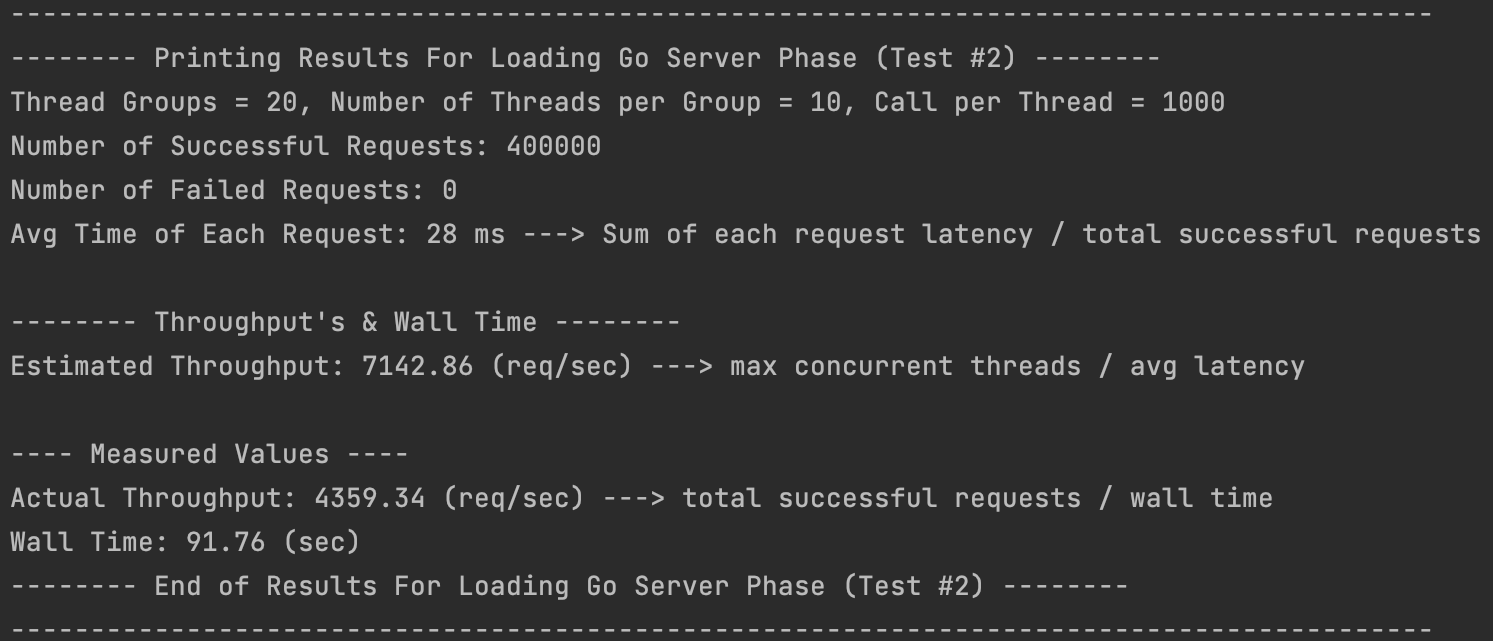 -----------------------------------------------------------------------------------------
-------- Printing Results For Loading Go Server Phase (Test #2) --------
Thread Groups = 20, Number of Threads per Group = 10, Call per Thread = 1000
Number of Successful Requests: 400000
Number of Failed Requests: 0
Avg Time of Each Request: 28 ms ---> Sum of each request latency / total successful requests
-------- Throughput's & Wall Time --------
Estimated Throughput: 7142.86 (req/sec) ---> max concurrent threads / avg latency
---- Measured Values ----
Actual Throughput: 4359.34 (req/sec) ---> total successful requests / wall time
Wall Time: 91.76 (sec)
-------- End of Results For Loading Go Server Phase (Test #2) --------
-----------------------------------------------------------------------------------------